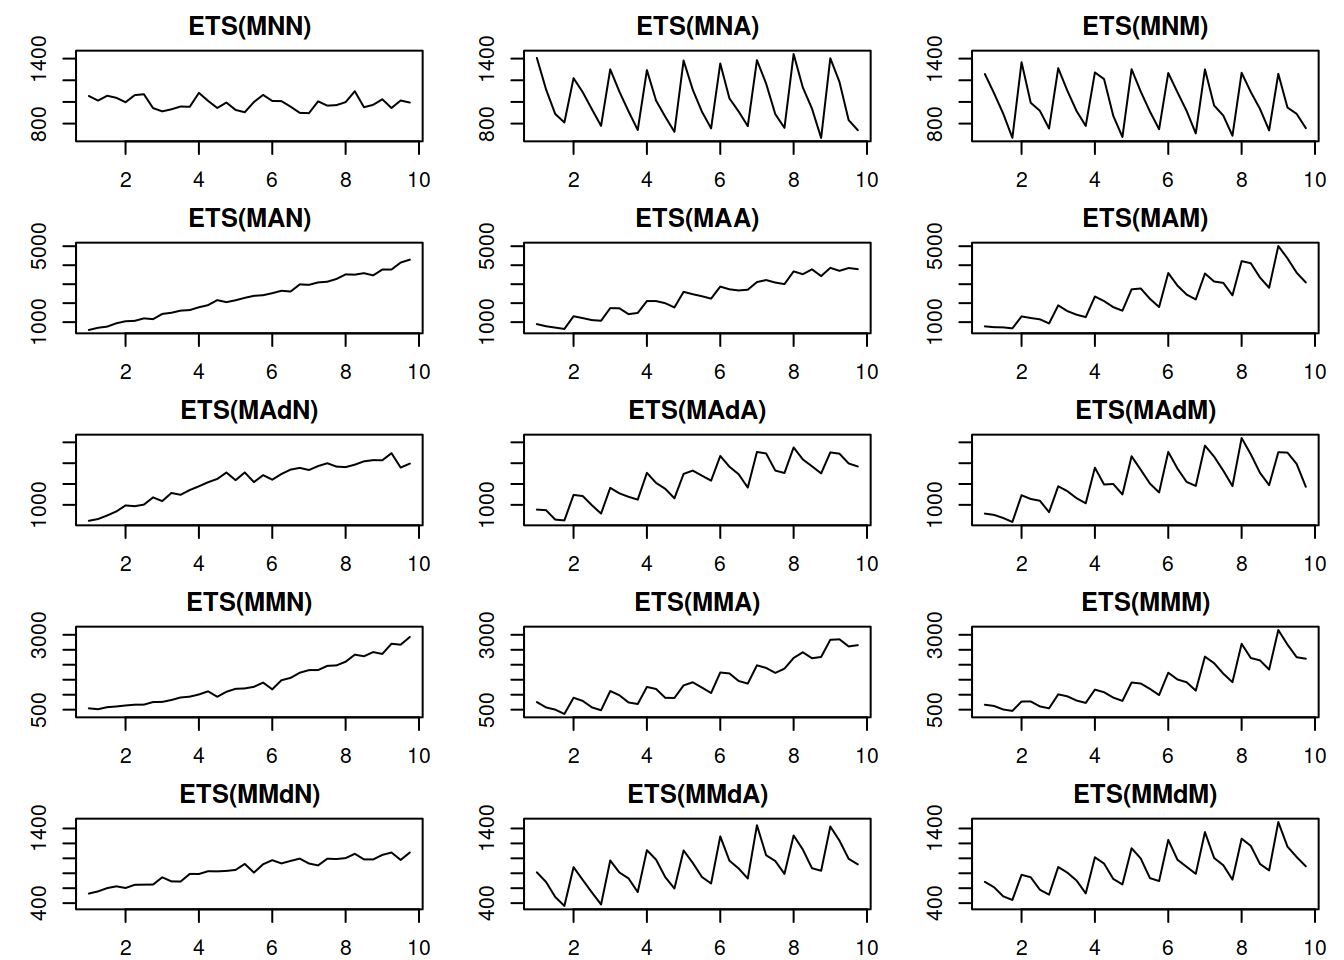 ETS(MNN) ETS(MNA) ETS(MNM)
1400 1400 1400
800 800 800
2 4 6 8 10 2 4 6 8 10 2 4 6 8 10
ETS(MAN) ETS(MAA) ETS(MAM)
5000 5000 5000
1000 1000 1000
2 4 6 8 10 2 4 6 8 10 2 4 6 8 10
ETS(MAdN) ETS(MAdA) ETS(MAdM)
1000 1000 1000
2 4 6 8 10 2 4 6 8 10 2 4 6 8 10
ETS(MMN) ETS(MMA) ETS(MMM)
3000 3000 3000
500 500 500
2 4 6 8 10 2 4 6 8 10 2 4 6 8 10
ETS(MMdN) ETS(MMdA) ETS(MMdM)
1400 1400 1400
400 400 400
2 4 6 8 10 2 4 6 8 10 2 4 6 8 10